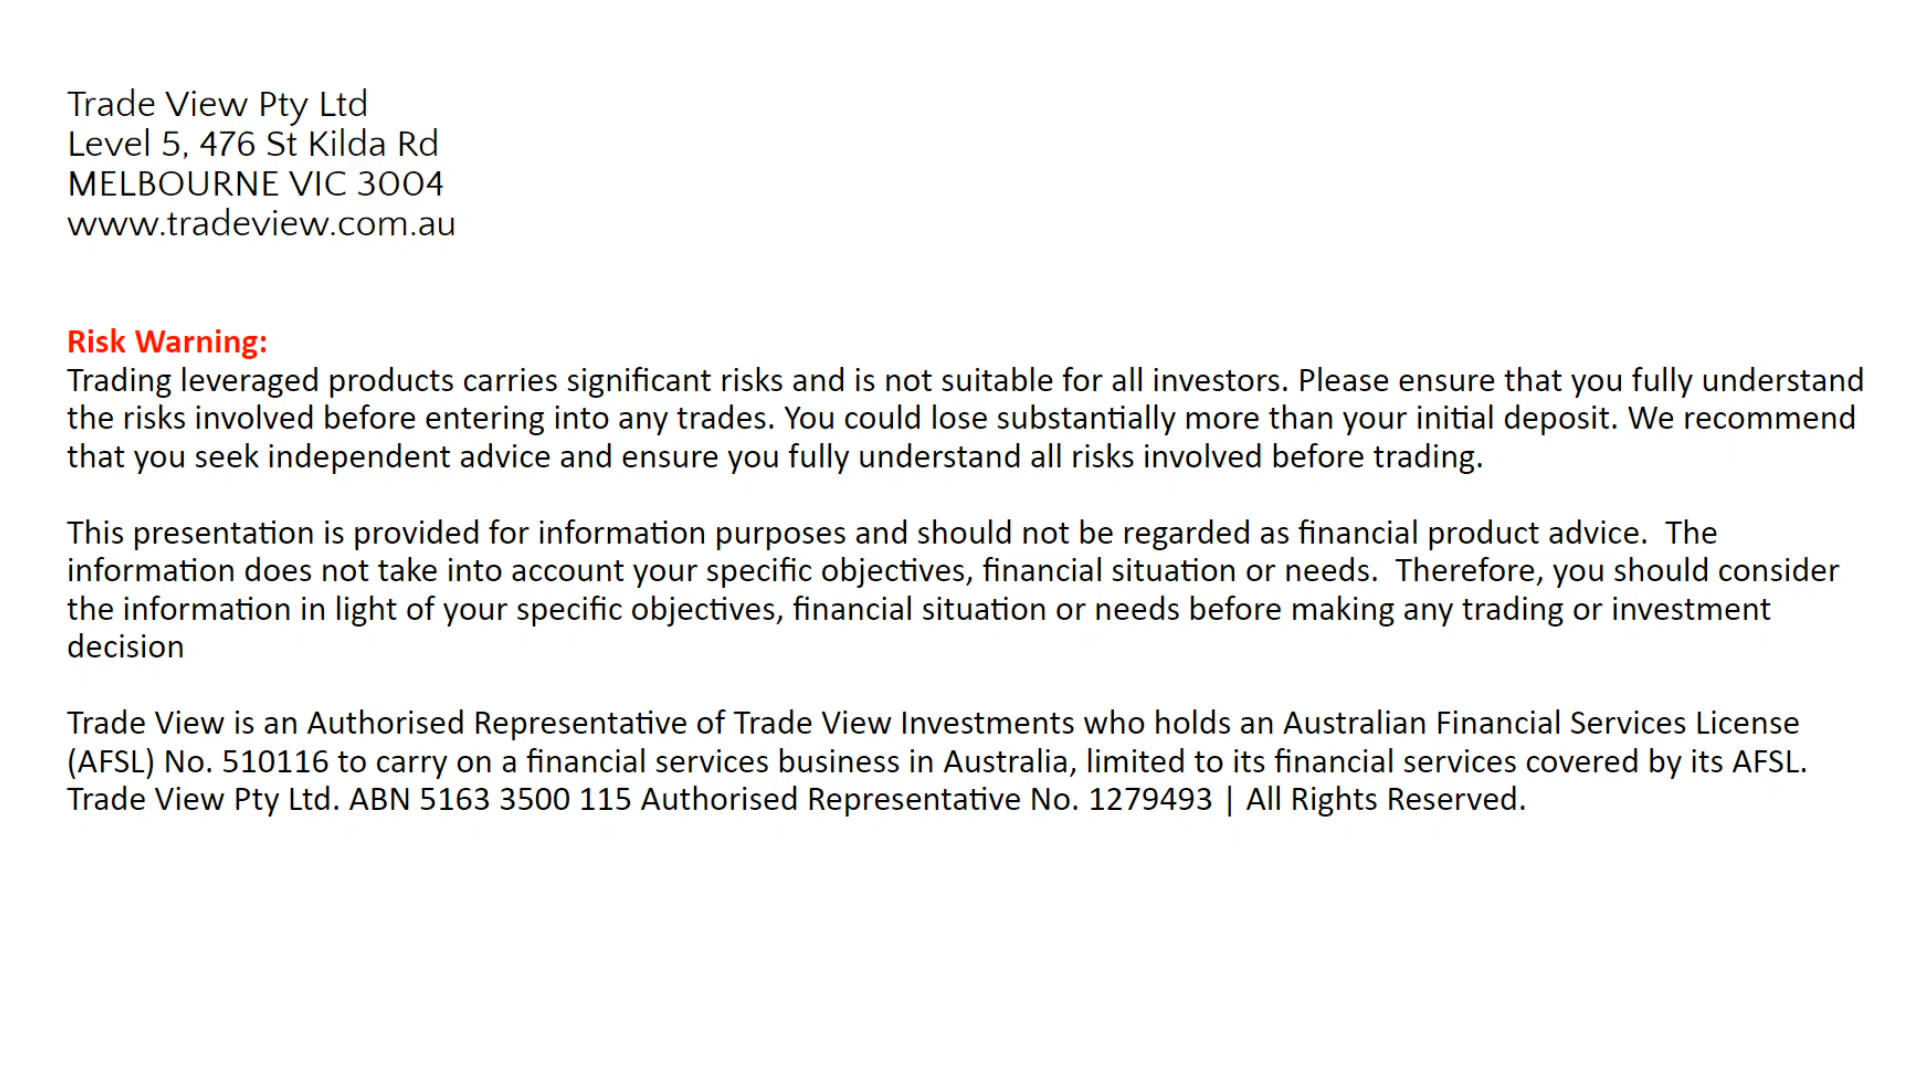 Trade View Pty Ltd
Level 5, 476 St Kilda Rd
MELBOURNE VIC 3004
www.tradeview.com.au
Risk Warning:
Trading leveraged products carries significant risks and is not suitable for all investors. Please ensure that you fully understand
the risks involved before entering into any trades. You could lose substantially more than your initial deposit. We recommend
that you seek independent advice and ensure you fully understand all risks involved before trading.
This presentation is provided for information purposes and should not be regarded as financial product advice.  The
information does not take into account your specific objectives, financial situation or needs.  Therefore, you should consider
the information in light of your specific objectives, financial situation or needs before making any trading or investment
decision
Trade View is an Authorised Representative of Trade View Investments who holds an Australian Financial Services License
(AFSL) No. 510116 to carry on a financial services business in Australia, limited to its financial services covered by its AFSL.
Trade View Pty Ltd. ABN 5163 3500 115 Authorised Representative No. 1279493 | All Rights Reserved.